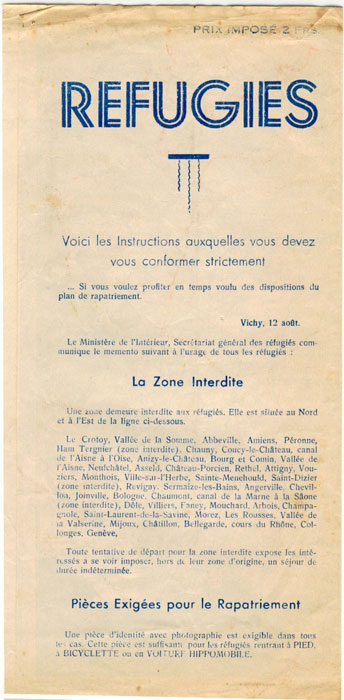 PRIX IMPOSÉ 2 FRS
REFUGIES
Voici les Instructions auxquelles vous devez
vous conformer strictement
... Si vous voulez profiter en temps voulu des dispositions du
plan de rapatriement.
Vichy, 12 août.
Le Ministère de l'Intérieur, Secrétariat général des réfugiés com-
munique le memento suivant à l'usage de tous les réfugiés :
La Zone Interdite
Une zone demeure interdite aux réfugiés. Elle est située au Nord
et à l'Est de la ligne ci-dessous.
Le Crotoy, Vallée de la Somme, Abbeville, Amiens, Péronne,
Ham Tergnier (zone interdite), Chauny, Coucy-le-Château, canal
de l'Aisne à l'Oise, Anizy-le-Château, Bourg et Comin, Vallée de
l'Aisne, Neufchâtel, Asfeld, Château-Porcien, Rethel, Attigny, Vou-
ziers, Monthois, Ville-sur-l'Herbe, Sainte-Menehould, Saint-Dizier
(zone interdite), Revigny, Sermaize-les-Bains, Angerville, Chevil-
lon, Joinville, Bologne, Chaumont, canal de la Marne à la Sâone
(zone interdite), Dôle, Villiers, Fancy, Mouchard, Arbois, Champa-
gnole, Saint-Laurent-de-la-Savine, Morez, Les Rousses, Vallée de
la Valserine, Mijoux, Châtillon, Bellegarde, cours du Rhône, Col-
longes, Genève,
Toute tentative de départ pour la zone interdite expose les inté-
ressés à se voir imposer, hors de leur zone d'origine, un séjour de
durée indéterminée.
Pièces Exigées pour le Rapatriement
Une pièce d'identité avec photographie est exigible dans tous
les cas. Cette pièce est suffisante pour les réfugiés rentrant à PIED,
à BICYCLETTE ou en VOITURE HIPPOMOBILE.